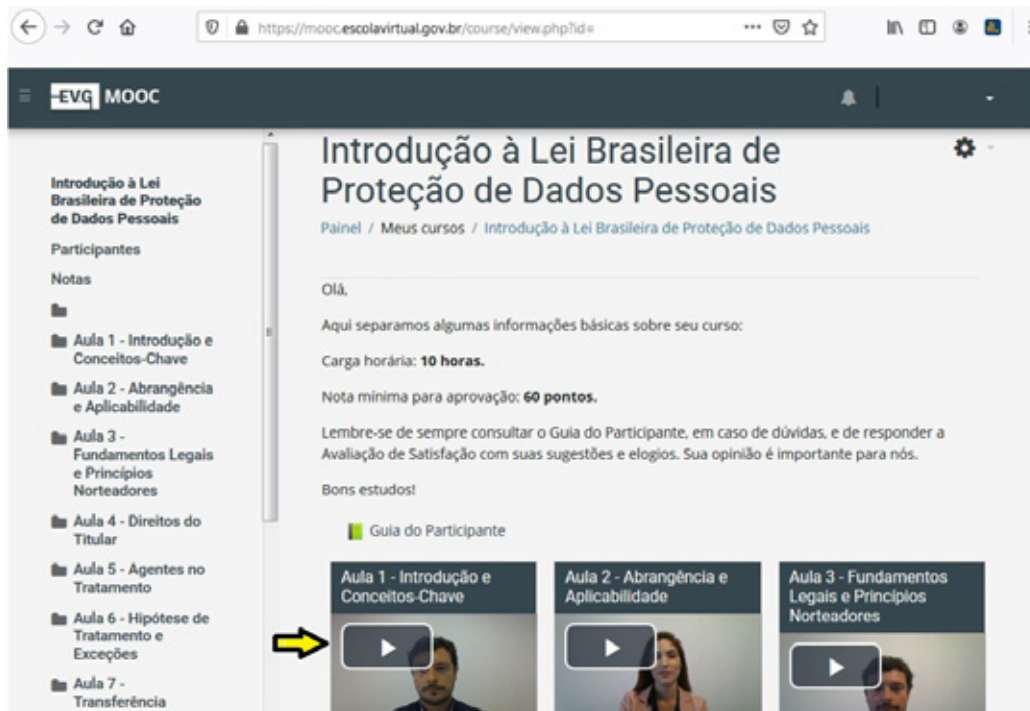 https://mooc.escolavirtual.gov.br/course/view.php?id=
EVG MOOC
Introdução à Lei
Brasileira de Proteção
de Dados Pessoais
Participantes
Notas
Aula 1 - Introdução e
Conceitos-Chave
Aula 2 - Abrangência
e Aplicabilidade
Aula 3 -
Fundamentos Legais
e Princípios
Norteadores
Aula 4 - Direitos do
Titular
Aula 5 - Agentes no
Tratamento
Aula 6 - Hipótese de
Tratamento e
Exceções
Aula 7 -
Transferência
Introdução à Lei Brasileira de
Proteção de Dados Pessoais
Painel / Meus cursos / Introdução à Lei Brasileira de Proteção de Dados Pessoais
Olá,
Aqui separamos algumas informações básicas sobre seu curso:
Carga horária: 10 horas.
Nota mínima para aprovação: 60 pontos.
Lembre-se de sempre consultar o Guia do Participante, em caso de dúvidas, e de responder a
Avaliação de Satisfação com suas sugestões e elogios. Sua opinião é importante para nós.
Bons estudos!
Guia do Participante
Aula 1 - Introdução e
Conceitos-Chave
Aula 2 - Abrangência e
Aplicabilidade
Aula 3 - Fundamentos
Legais e Princípios
Norteadores